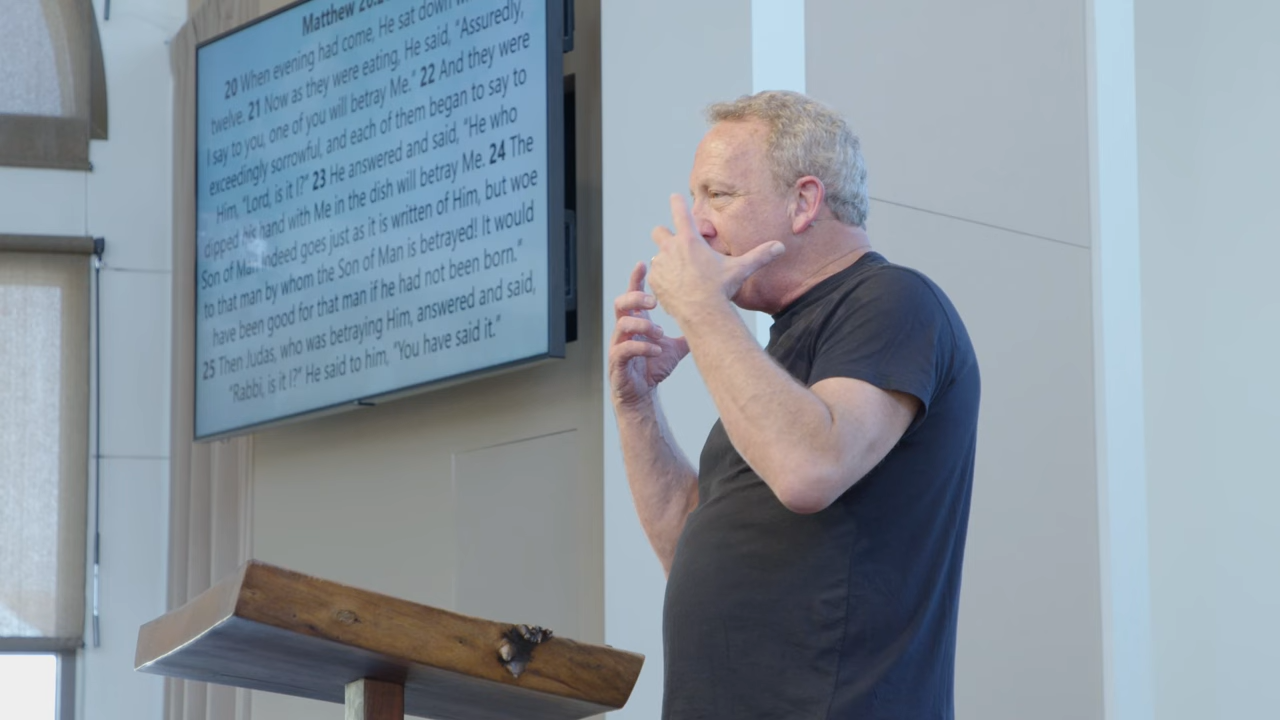 Matthew 26:2
20 When evening had come, He sat down
twelve. 21 Now as they were eating, He said, “Assuredly,
I say to you, one of you will betray Me.” 22 And they were
exceedingly sorrowful, and each of them began to say to
Him, “Lord, is it I?” 23 He answered and said, “He who
dipped his hand with Me in the dish will betray Me. 24 The
Son of Man indeed goes just as it is written of Him, but woe
to that man by whom the Son of Man is betrayed! It would
have been good for that man if he had not been born.”
25 Then Judas, who was betraying Him, answered and said,
“Rabbi, is it I?” He said to him, “You have said it.”